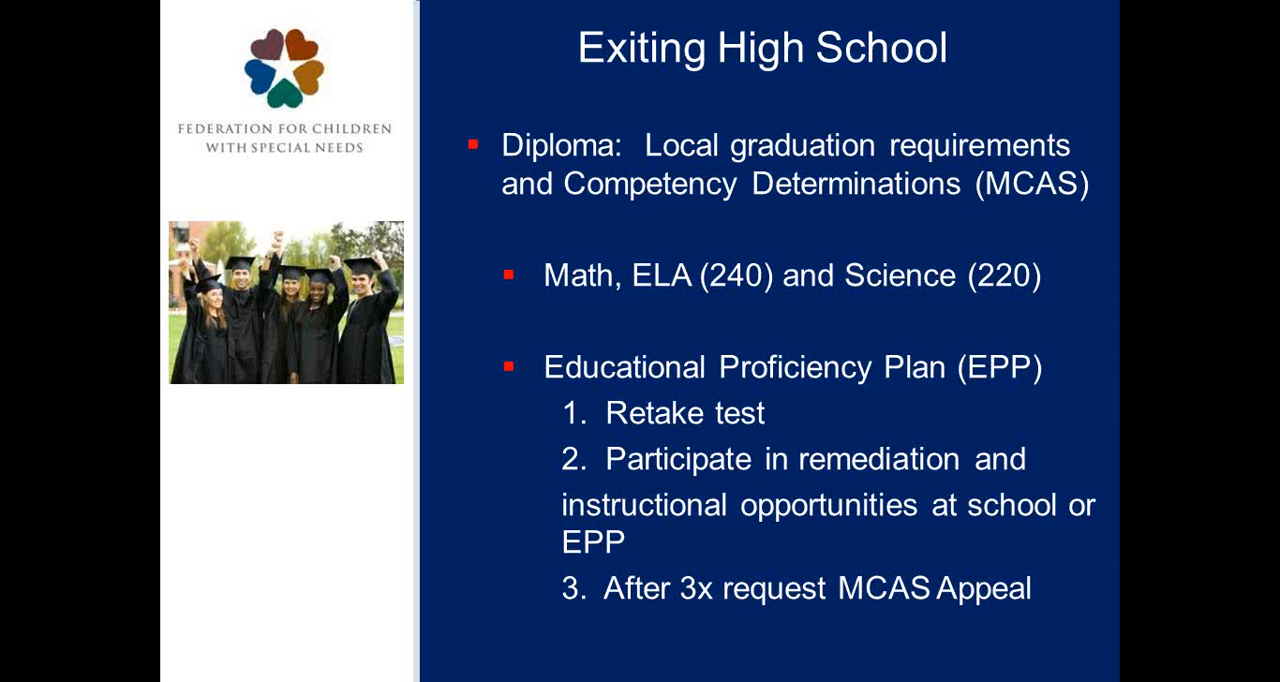 FEDERATION FOR CHILDREN
WITH SPECIAL NEEDS
Exiting High School
▪ Diploma: Local graduation requirements
and Competency Determinations (MCAS)
▪ Math, ELA (240) and Science (220)
▪ Educational Proficiency Plan (EPP)
1. Retake test
2. Participate in remediation and
instructional opportunities at school or
EPP
3. After 3x request MCAS Appeal